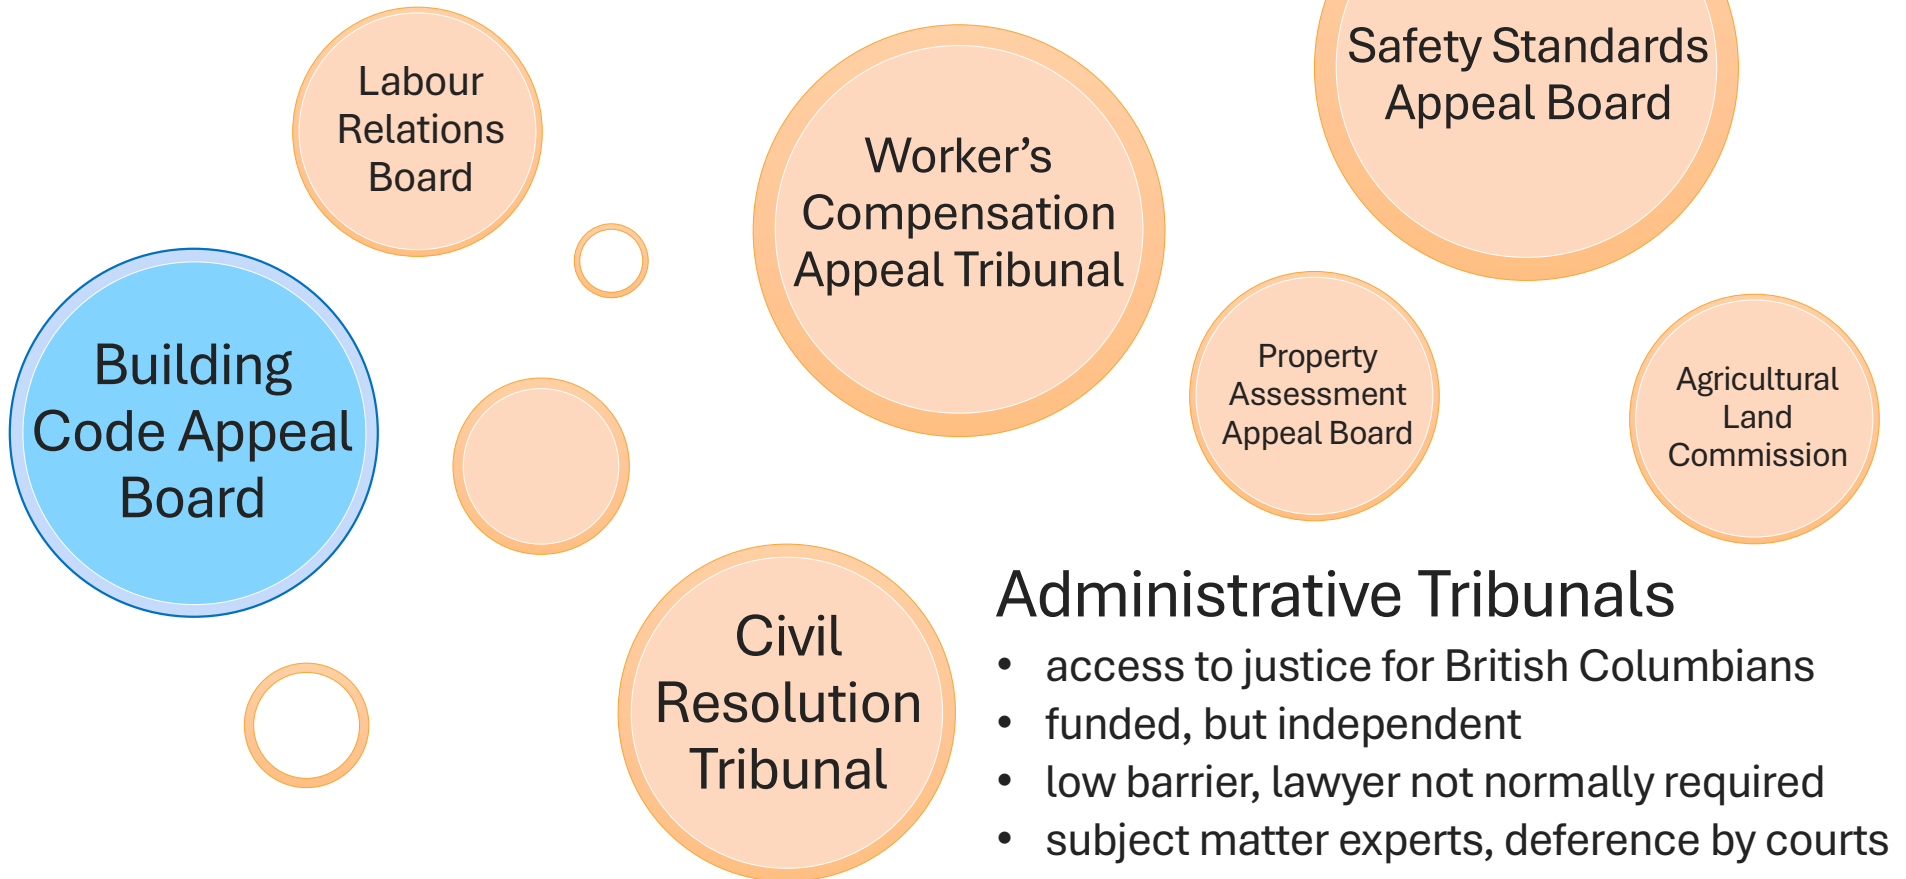 Labour
Relations
Board
Worker’s
Compensation
Appeal Tribunal
Safety Standards
Appeal Board
Building
Code Appeal
Board
Property
Assessment
Appeal Board
Agricultural
Land
Commission
Civil
Resolution
Tribunal
Administrative Tribunals
• access to justice for British Columbians
• funded, but independent
• low barrier, lawyer not normally required
• subject matter experts, deference by courts